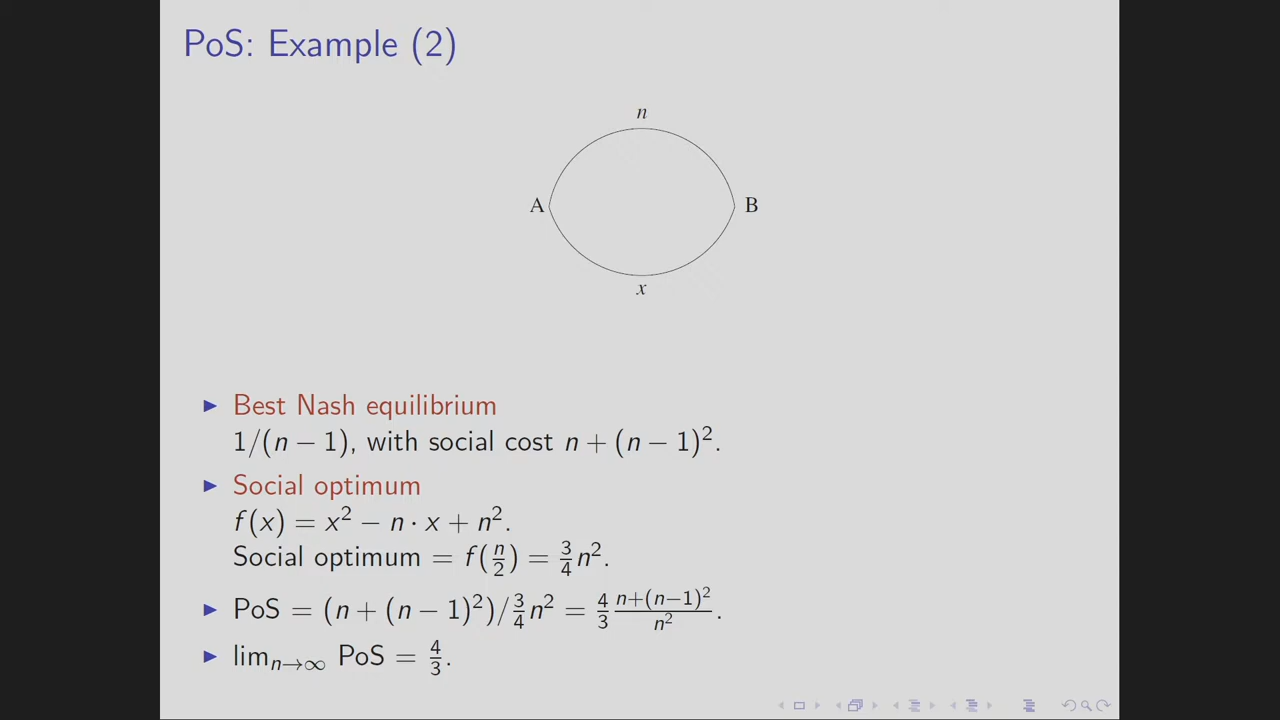 PoS: Example (2)
n
A
B
x
▶ Best Nash equilibrium
1/(n − 1), with social cost n + (n − 1)².
▶ Social optimum
f(x) = x² − n · x + n².
Social optimum = f(n/2) = 3/4 n².
▶ PoS = (n + (n − 1)²)/ 3/4 n² = 4/3 (n+(n−1)²)/n².
▶ limₙ→∞ PoS = 4/3.